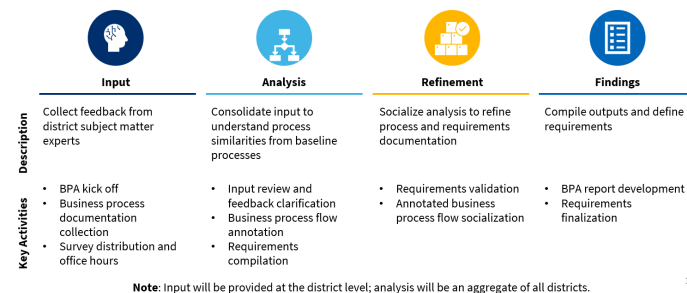 Input
Analysis
Refinement
Findings
Description
Collect feedback from
district subject matter
experts
Consolidate input to
understand process
similarities from baseline
processes
Socialize analysis to refine
process and requirements
documentation
Compile outputs and define
requirements
Key Activities
• BPA kick off
• Business process
documentation
collection
• Survey distribution and
office hours
• Input review and
feedback clarification
• Business process flow
annotation
• Requirements
compilation
• Requirements validation
• Annotated business
process flow socialization
• BPA report development
• Requirements
finalization
Note: Input will be provided at the district level; analysis will be an aggregate of all districts.